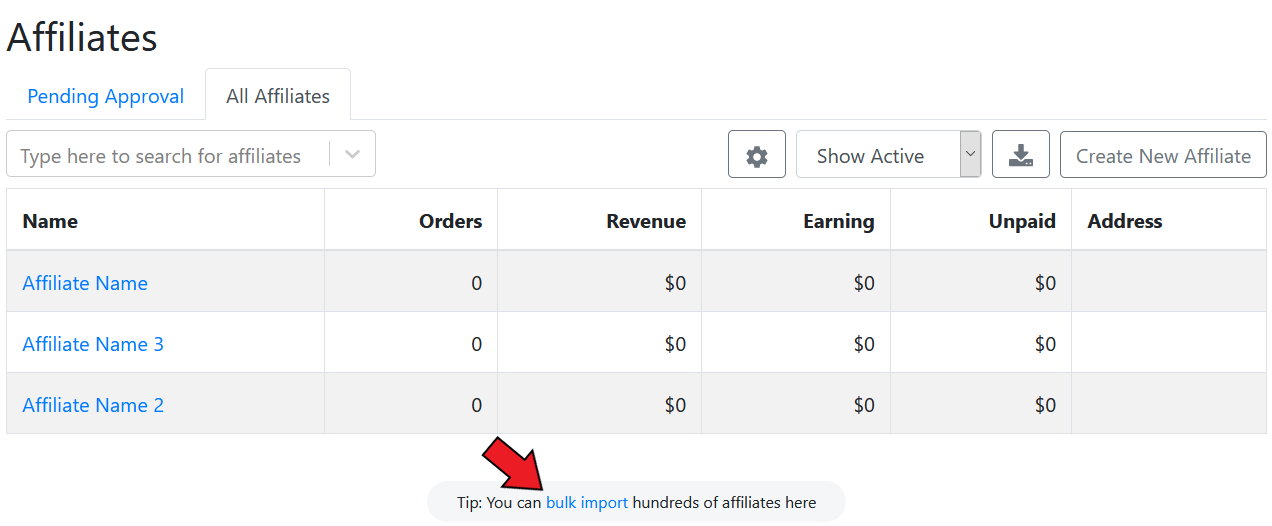 Affiliates
Pending Approval All Affiliates
Type here to search for affiliates Show Active Create New Affiliate
Name Orders Revenue Earning Unpaid Address
Affiliate Name 0 $0 $0 $0
Affiliate Name 3 0 $0 $0 $0
Affiliate Name 2 0 $0 $0 $0
Tip: You can bulk import hundreds of affiliates here